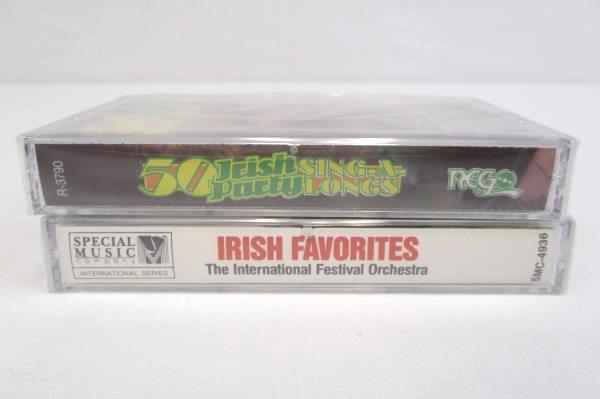 R-3790
50 Irish Party SING-A-LONGS
REGO
SPECIAL
MUSIC
company
INTERNATIONAL SERIES
IRISH FAVORITES
The International Festival Orchestra
SMC-4936